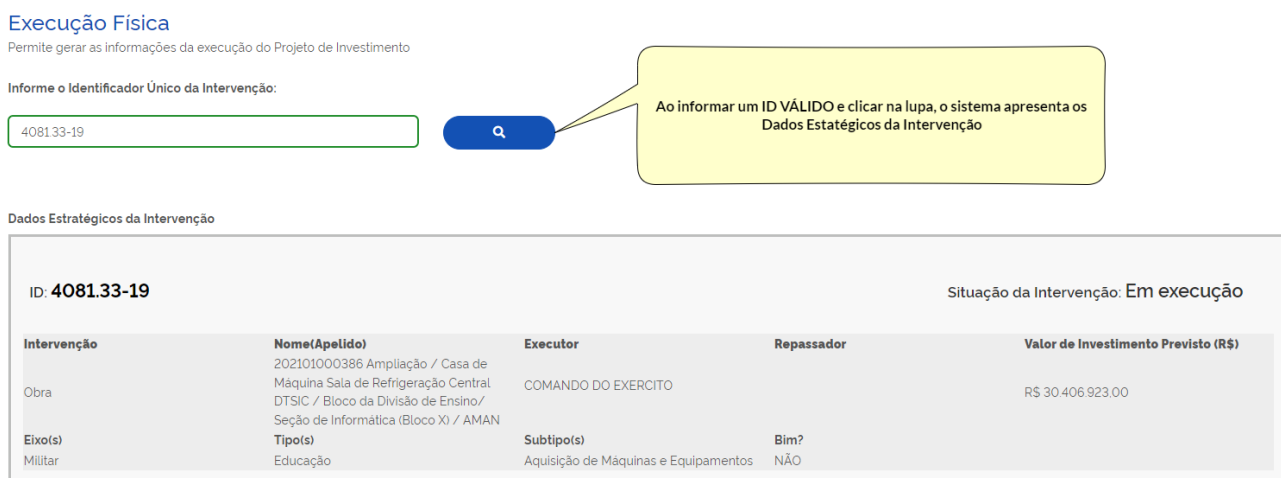 Execução Física
Permite gerar as informações da execução do Projeto de Investimento
Informe o Identificador Único da Intervenção:
4081.33-19
Ao informar um ID VÁLIDO e clicar na lupa, o sistema apresenta os
Dados Estatégicos da Intervenção
Dados Estratégicos da Intervenção
ID: 4081.33-19
Situação da Intervenção: Em execução
Intervenção
Nome(Apelido)
Executor
Repassador
Valor de Investimento Previsto (R$)
Obra
202101000386 Ampliação / Casa de
Máquina Sala de Refrigeração Central
DTSIC / Bloco da Divisão de Ensino/
Seção de Informática (Bloco X) / AMAN
COMANDO DO EXERCITO
R$ 30.406.923,00
Eixo(s)
Tipo(s)
Subtipo(s)
Bim?
Militar
Educação
Aquisição de Máquinas e Equipamentos
NÃO